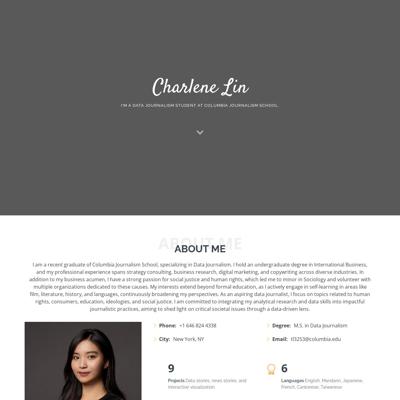 Charlene Lin
I'M A DATA JOURNALISM STUDENT AT COLUMBIA JOURNALISM SCHOOL.
ABOUT ME
ABOUT ME
I am a recent graduate of Columbia Journalism School, specializing in Data Journalism. I hold an undergraduate degree in International Business,
and my professional experience spans strategy consulting, business research, digital marketing, and copywriting across diverse industries. In
addition to my business acumen, I have a strong passion for social justice and human rights, which led me to minor in Sociology and volunteer with
multiple organizations dedicated to these causes. My interests extend beyond formal education, as I actively engage in self-learning in areas like
film, literature, history, and languages, continuously broadening my perspectives. As an aspiring data journalist, I focus on topics related to human
rights, consumers, education, ideologies, and social justice. I am committed to integrating my analytical research and data skills into impactful
journalistic practices, aiming to shed light on critical societal issues through a data-driven lens.
Phone: +1 646 824 4338
Degree: M.S. in Data Journalism
City: New York, NY
Email: tl3253@columbia.edu
9
Projects Data stories, news stories, and
interactive visualization
6
Languages English, Mandarin, Japanese,
French, Cantonese, Taiwanese